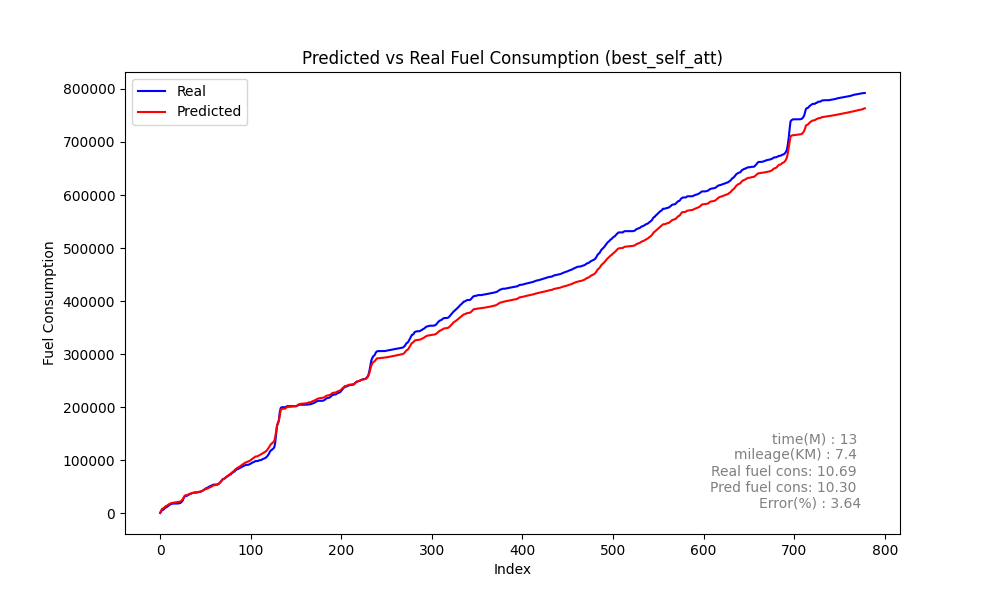 Predicted vs Real Fuel Consumption (best_self_att)
Real
Predicted
Fuel Consumption
800000
700000
600000
500000
400000
300000
200000
100000
0
time(M) : 13
mileage(KM) : 7.4
Real fuel cons: 10.69
Pred fuel cons: 10.30
Error(%) : 3.64
0 100 200 300 400 500 600 700 800
Index